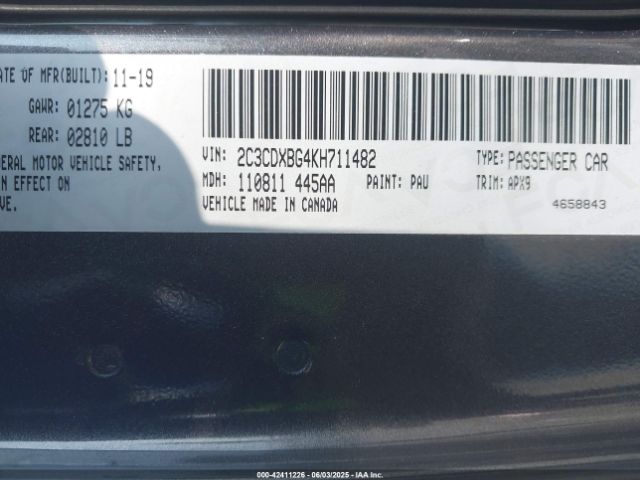 ATE OF MFR(BUILT): 11-19
GAWR: 01275 KG
REAR: 02810 LB
ERAL MOTOR VEHICLE SAFETY,
N EFFECT ON
VE.
VIN: 2C3CDXBG4KH711482 TYPE: PASSENGER CAR
MDH: 110811 445AA PAINT: PAU TRIM: APX9
VEHICLE MADE IN CANADA 4658843
000-42411226 | 06/03/2025 - IAA Inc.